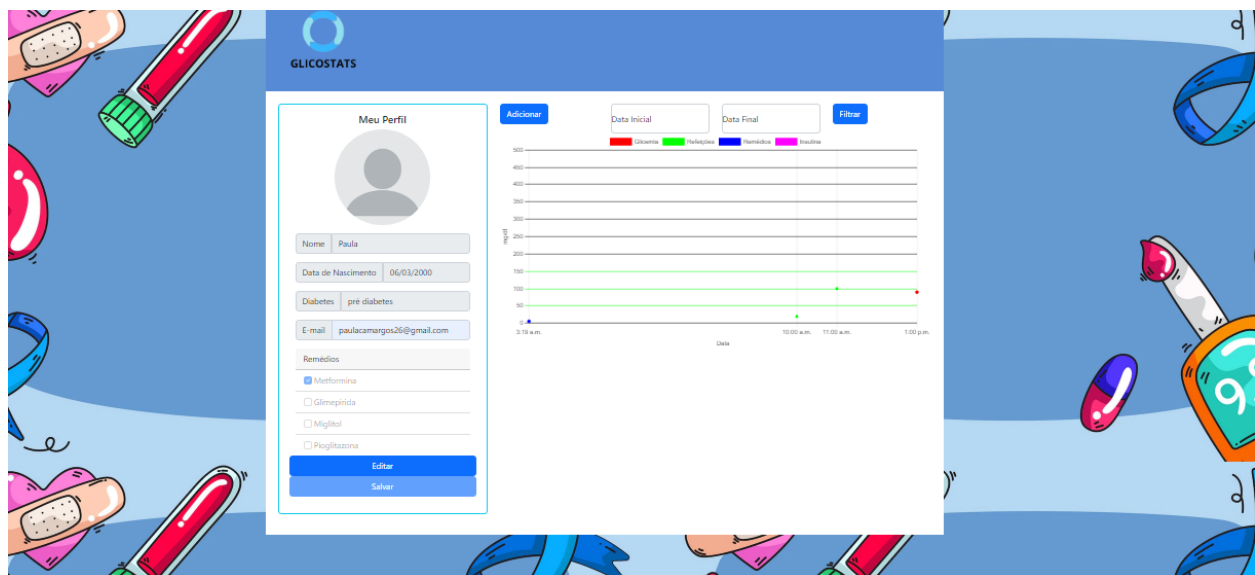 GLICOSTATS
Meu Perfil
Nome Paula
Data de Nascimento 06/03/2000
Diabetes pré diabetes
E-mail paulacamargos26@gmail.com
Remédios
Metformina
Glimepirida
Miglitol
Pioglitazona
Editar
Salvar
Adicionar Data Inicial Data Final Filtrar
Glicemia Refeições Remédios Insulina
500
450
400
350
300
250
200
150
100
50
0
mg/dl
3:19 a.m. 10:00 a.m. 11:00 a.m. 1:00 p.m.
Data